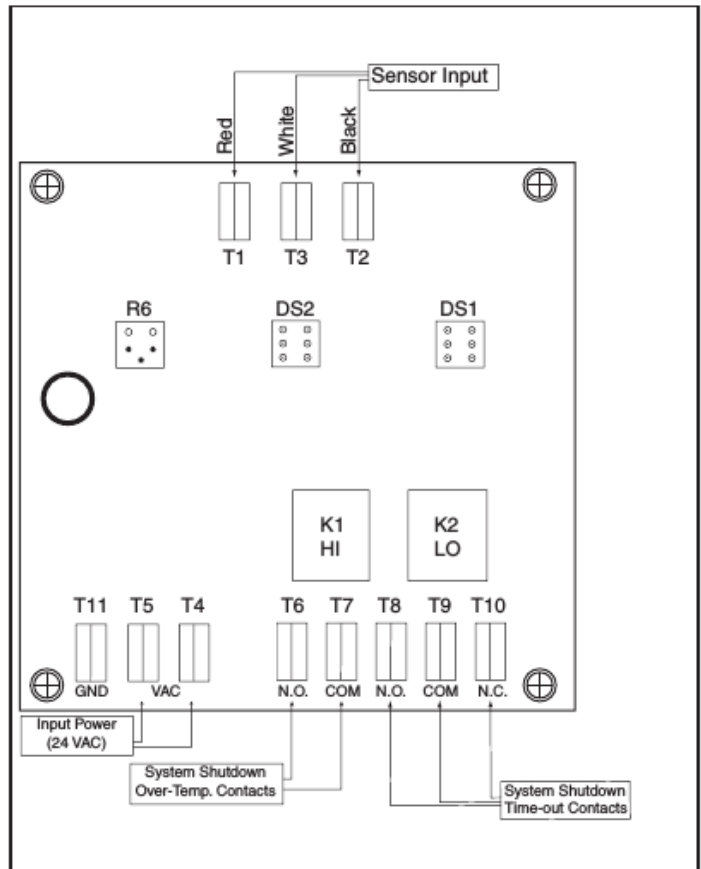 Sensor Input
Red
White
Black
T1
T3
T2
R6
DS2
DS1
K1
HI
K2
LO
T11
T5
T4
T6
T7
T8
T9
T10
GND
VAC
N.O.
COM
N.O.
COM
N.C.
Input Power
(24 VAC)
System Shutdown
Over-Temp. Contacts
System Shutdown
Time-out Contacts